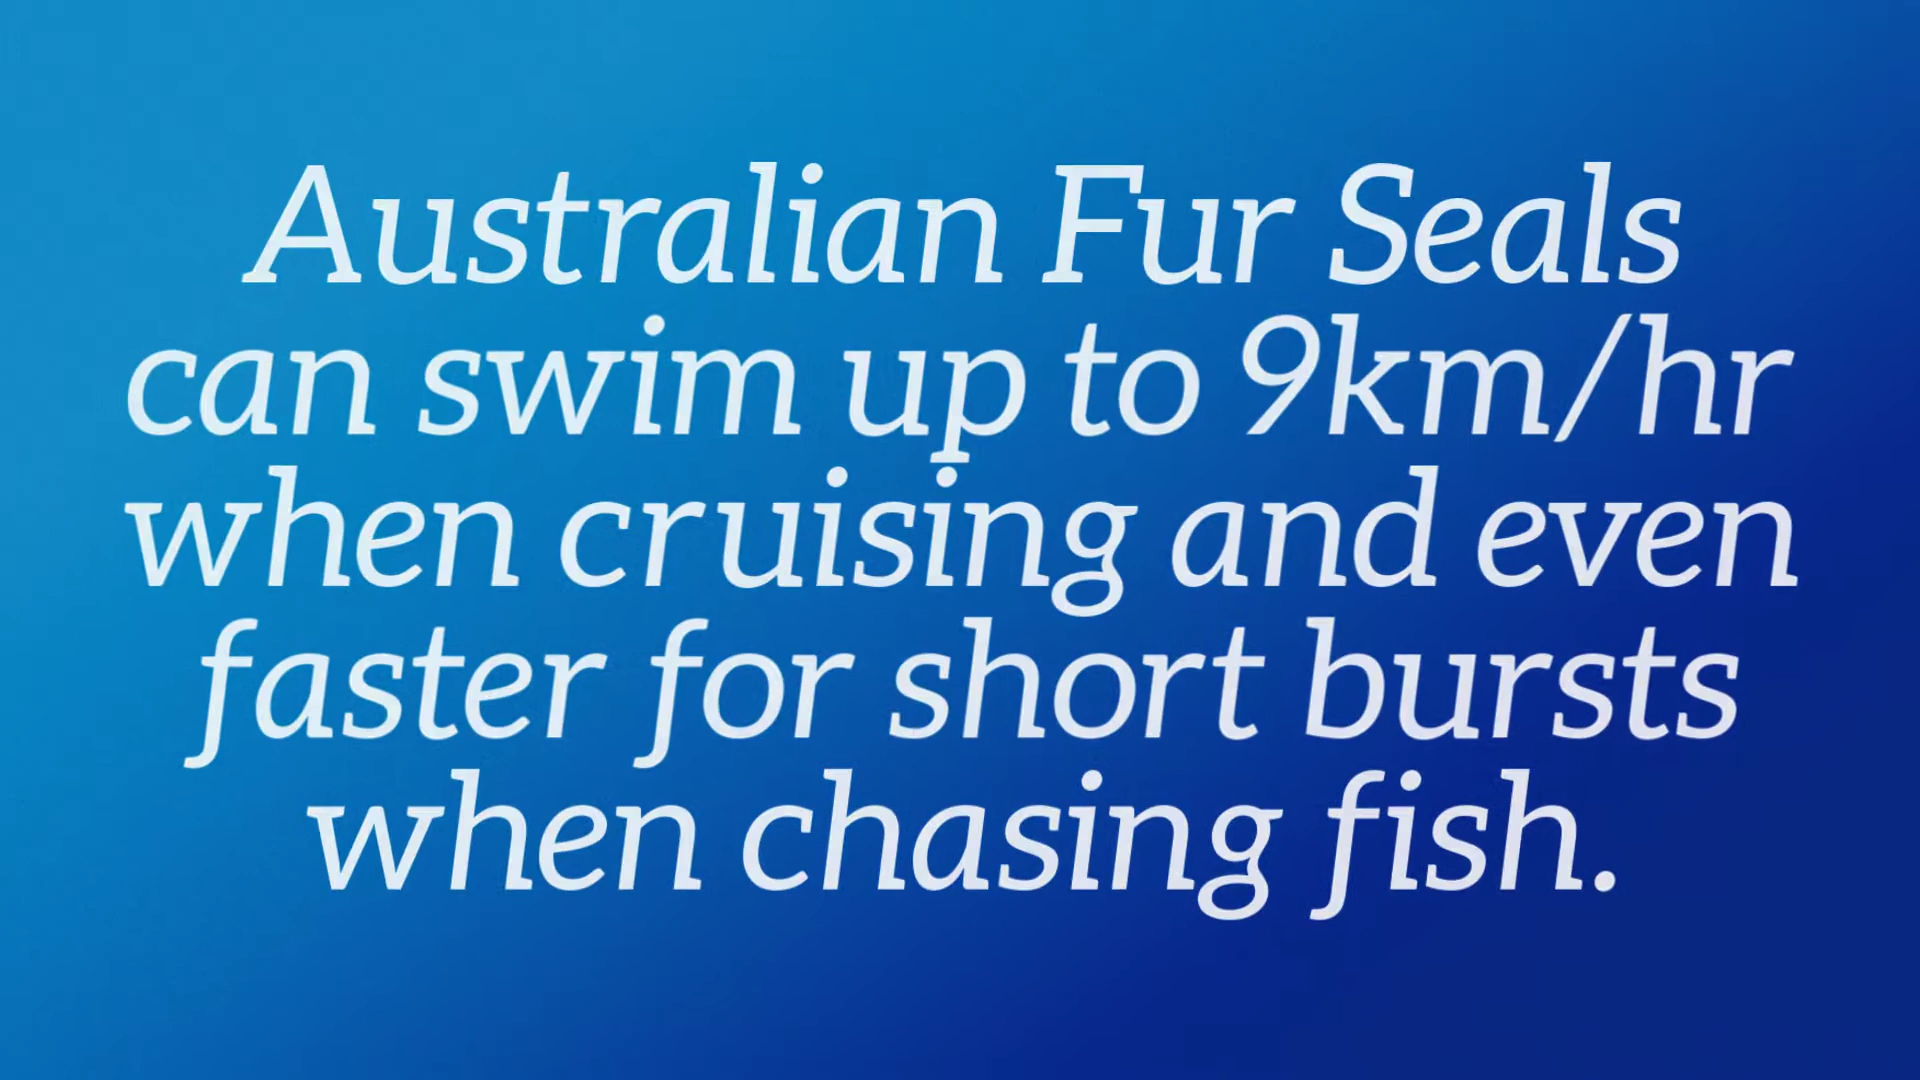 Australian Fur Seals
can swim up to 9km/hr
when cruising and even
faster for short bursts
when chasing fish.